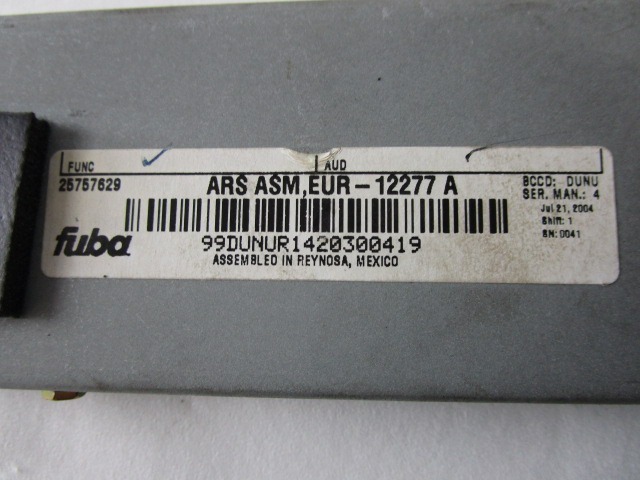 FUNC AUD
25757629 ARS ASM,EUR-12277 A BCCD: DUNU
SER. MAN.: 4
Jul 21, 2004
Shift: 1
SN: 0041
fuba
99DUNUR1420300419
ASSEMBLED IN REYNOSA, MEXICO